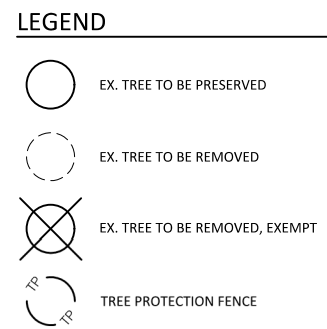 LEGEND
EX. TREE TO BE PRESERVED
EX. TREE TO BE REMOVED
EX. TREE TO BE REMOVED, EXEMPT
TP
TREE PROTECTION FENCE
TP